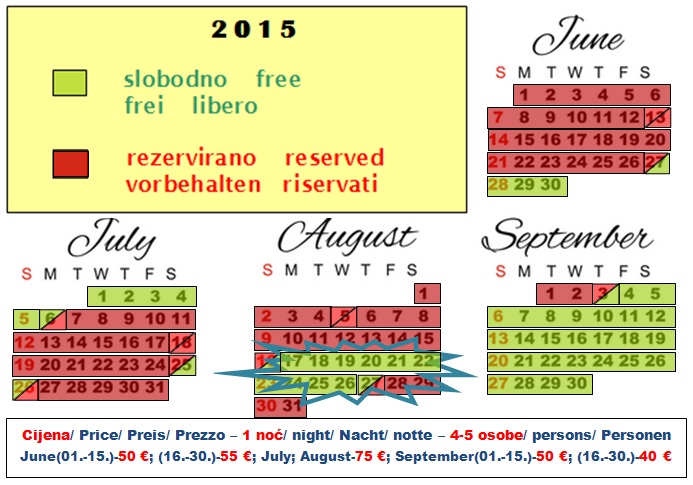 2015
slobodno free
frei libero
rezervirano reserved
vorbehalten riservati
June
S M T W T F S
1 2 3 4 5 6
7 8 9 10 11 12 13
14 15 16 17 18 19 20
21 22 23 24 25 26 27
28 29 30
July
S M T W T F S
1 2 3 4
5 6 7 8 9 10 11
12 13 14 15 16 17 18
19 20 21 22 23 24 25
26 27 28 29 30 31
August
S M T W T F S
1
2 3 4 5 6 7 8
9 10 11 12 13 14 15
17 18 19 20 21 22
23 24 25 26 27 28 29
30 31
September
S M T W T F S
1 2 3 4 5
6 7 8 9 10 11 12
13 14 15 16 17 18 19
20 21 22 23 24 25 26
27 28 29 30
Cijena/ Price/ Preis/ Prezzo – 1 noć/ night/ Nacht/ notte – 4-5 osobe/ persons/ Personen
June(01.-15.)-50 €; (16.-30.)-55 €; July; August-75 €; September(01.-15.)-50 €; (16.-30.)-40 €